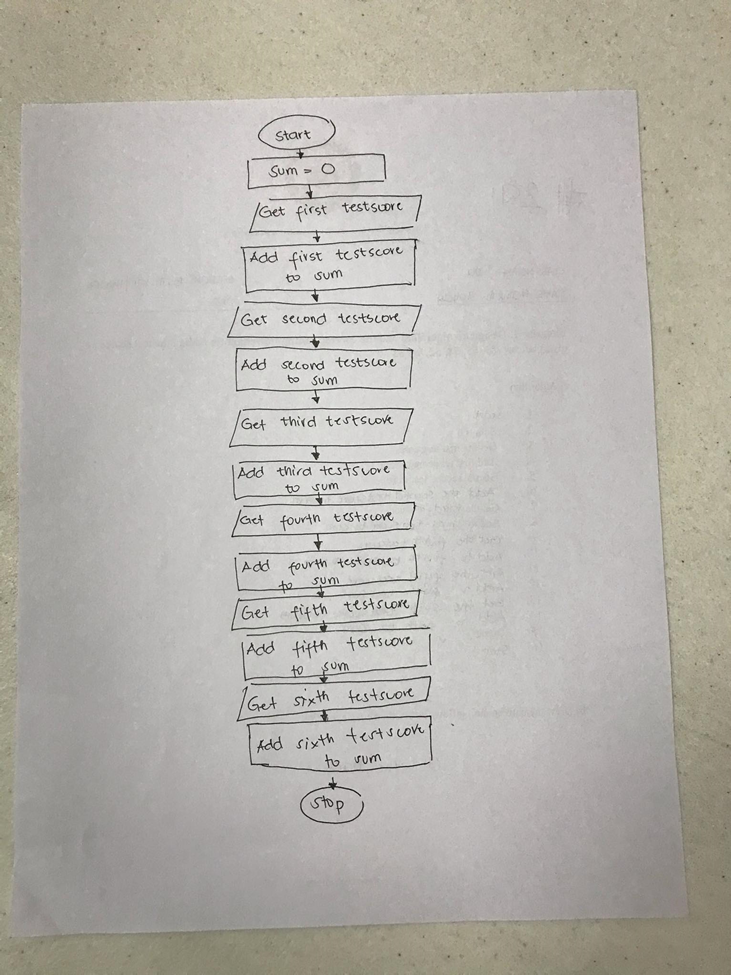 start
sum = 0
Get first testscore
Add first testscore
to sum
Get second testscore
Add second testscore
to sum
Get third testscore
Add third testscore
to sum
Get fourth testscore
Add fourth testscore
to sum
Get fifth testscore
Add fifth testscore
to sum
Get sixth testscore
Add sixth testscore
to sum
stop